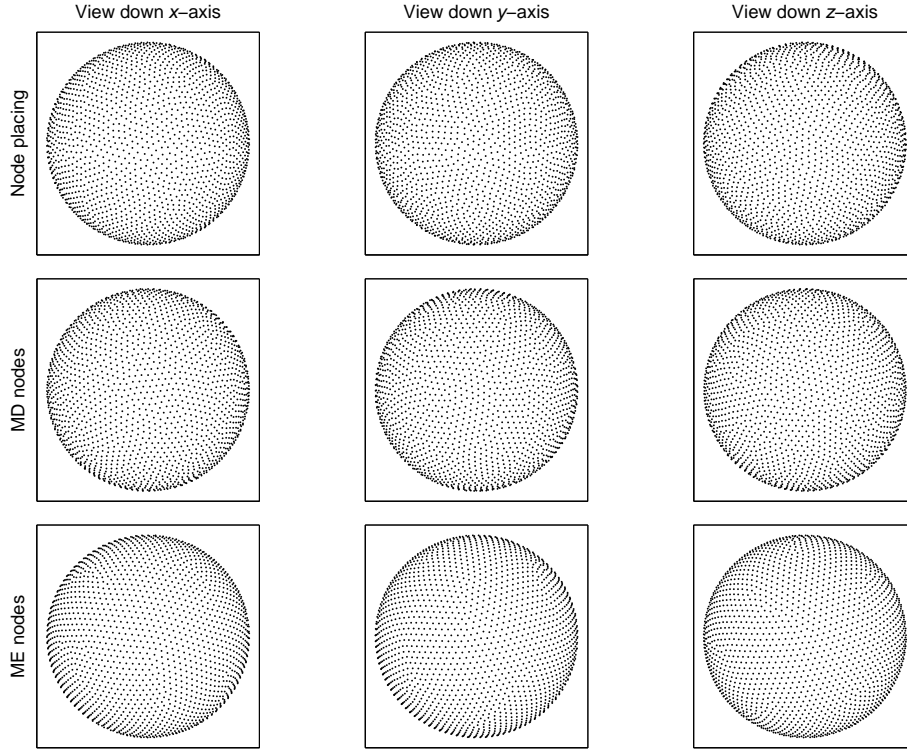 View down x–axis
View down y–axis
View down z–axis
Node placing
MD nodes
ME nodes